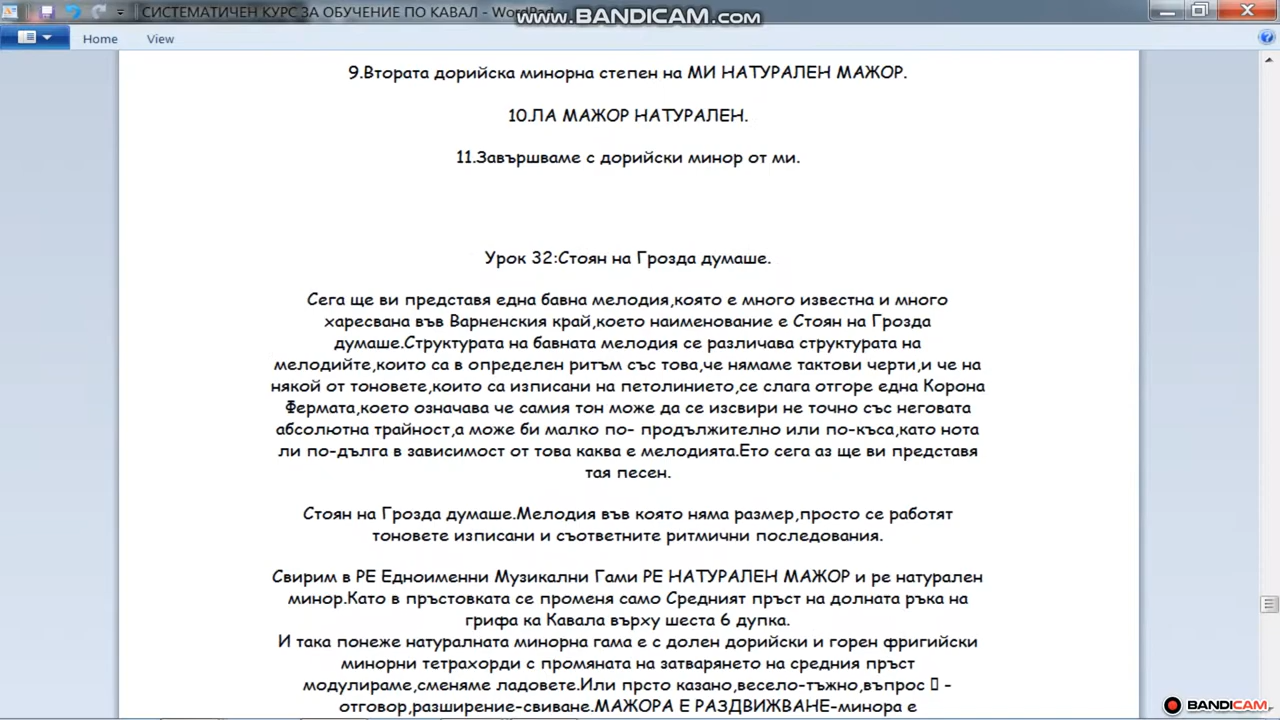 СИСТЕМАТИЧЕН КУРС ЗА ОБУЧЕНИЕ ПО КАВАЛ - WordPad
www.BANDICAM.com
Home
View
9.Втората дорийска минорна степен на МИ НАТУРАЛЕН МАЖОР.
10.ЛА МАЖОР НАТУРАЛЕН.
11.Завършваме с дорийски минор от ми.
Урок 32:Стоян на Грозда думаше.
Сега ще ви представя една бавна мелодия,която е много известна и много
харесвана във Варненския край,което наименование е Стоян на Грозда
думаше.Структурата на бавната мелодия се различава структурата на
мелодийте,които са в определен ритъм със това,че нямаме тактови черти,и че на
някой от тоновете,които са изписани на петолинието,се слага отгоре една Корона
Фермата,което означава че самия тон може да се изсвири не точно със неговата
абсолютна трайност,а може би малко по- продължително или по-къса,като нота
ли по-дълга в зависимост от това каква е мелодията.Ето сега аз ще ви представя
тая песен.
Стоян на Грозда думаше.Мелодия във която няма размер,просто се работят
тоновете изписани и съответните ритмични последования.
Свирим в РЕ Едноименни Музикални Гами РЕ НАТУРАЛЕН МАЖОР и ре натурален
минор.Като в пръстовката се променя само Средният пръст на долната ръка на
грифа ка Кавала върху шеста 6 дупка.
И така понеже натуралната минорна гама е с долен дорийски и горен фригийски
минорни тетрахорди с промяната на затварянето на средния пръст
модулираме,сменяме ладовете.Или прсто казано,весело-тъжно,въпрос -
отговор,разширение-свиване.МАЖОРА Е РАЗДВИЖВАНЕ-минора е
BANDICAM